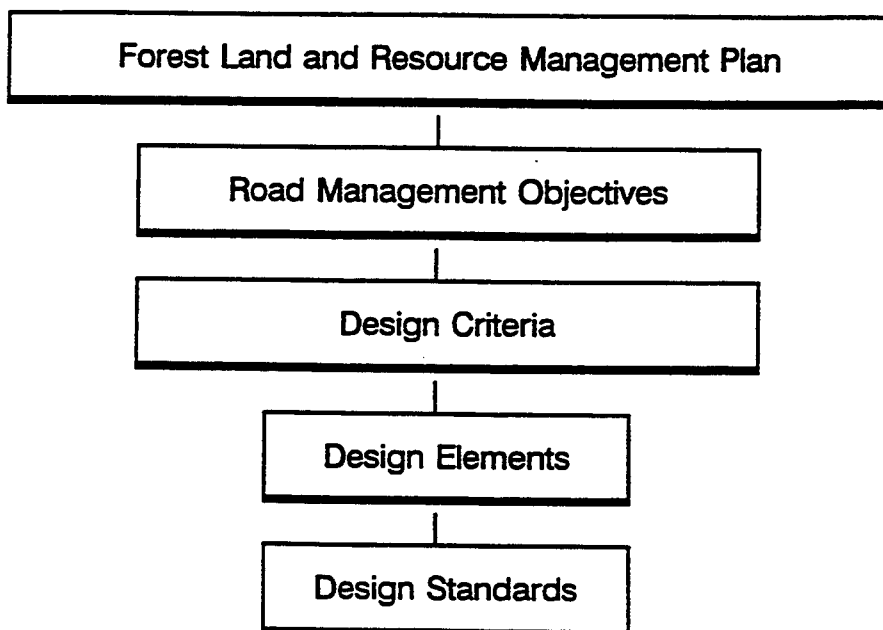 Forest Land and Resource Management Plan
Road Management Objectives
Design Criteria
Design Elements
Design Standards